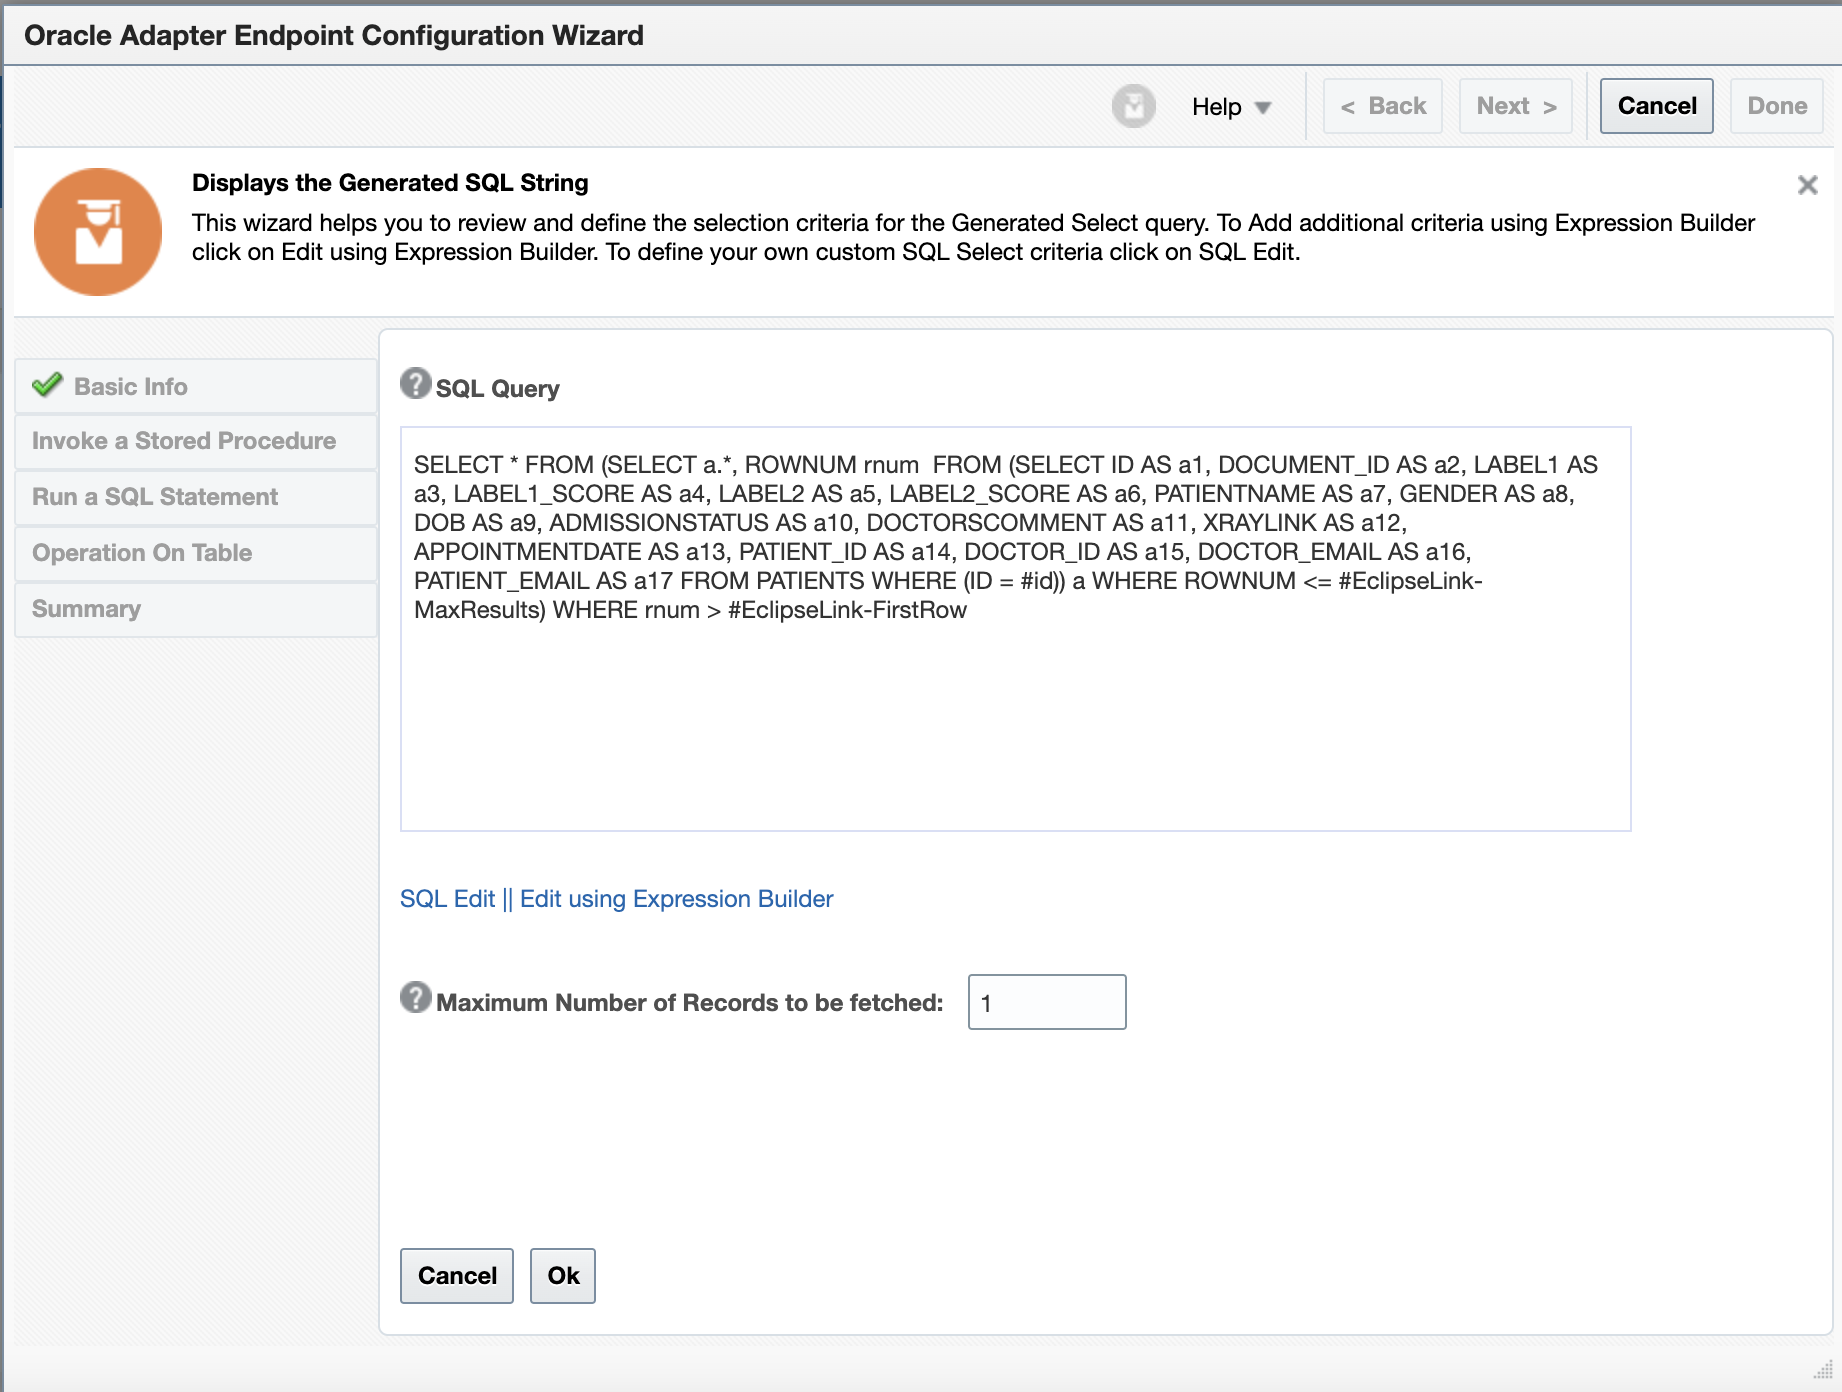 Oracle Adapter Endpoint Configuration Wizard
Help
< Back
Next >
Cancel
Done
Displays the Generated SQL String
This wizard helps you to review and define the selection criteria for the Generated Select query. To Add additional criteria using Expression Builder
click on Edit using Expression Builder. To define your own custom SQL Select criteria click on SQL Edit.
Basic Info
Invoke a Stored Procedure
Run a SQL Statement
Operation On Table
Summary
SQL Query
SELECT * FROM (SELECT a.*, ROWNUM rnum  FROM (SELECT ID AS a1, DOCUMENT_ID AS a2, LABEL1 AS
a3, LABEL1_SCORE AS a4, LABEL2 AS a5, LABEL2_SCORE AS a6, PATIENTNAME AS a7, GENDER AS a8,
DOB AS a9, ADMISSIONSTATUS AS a10, DOCTORSCOMMENT AS a11, XRAYLINK AS a12,
APPOINTMENTDATE AS a13, PATIENT_ID AS a14, DOCTOR_ID AS a15, DOCTOR_EMAIL AS a16,
PATIENT_EMAIL AS a17 FROM PATIENTS WHERE (ID = #id)) a WHERE ROWNUM <= #EclipseLink-
MaxResults) WHERE rnum > #EclipseLink-FirstRow
SQL Edit || Edit using Expression Builder
Maximum Number of Records to be fetched:
1
Cancel
Ok